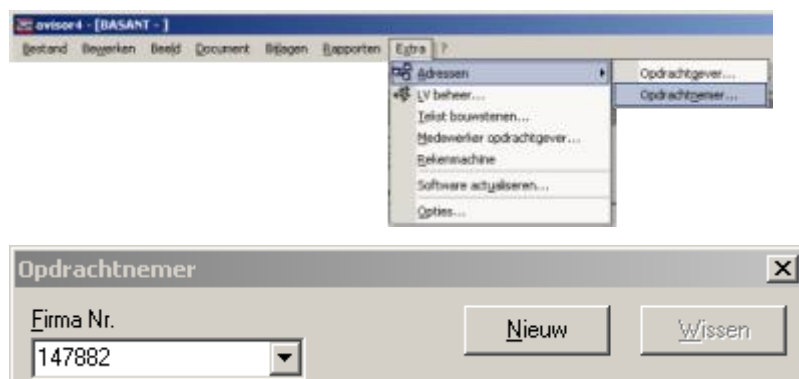 avisor4 - [BASANT - ]
Bestand Bewerken Beeld Document Bijlagen Rapporten Extra ?
Adressen Opdrachtgever...
LV beheer... Opdrachtnemer...
Tekst bouwstenen...
Medewerker opdrachtgever...
Rekenmachine
Software actualiseren...
Opties...
Opdrachtnemer
Firma Nr. Nieuw Wissen
147882